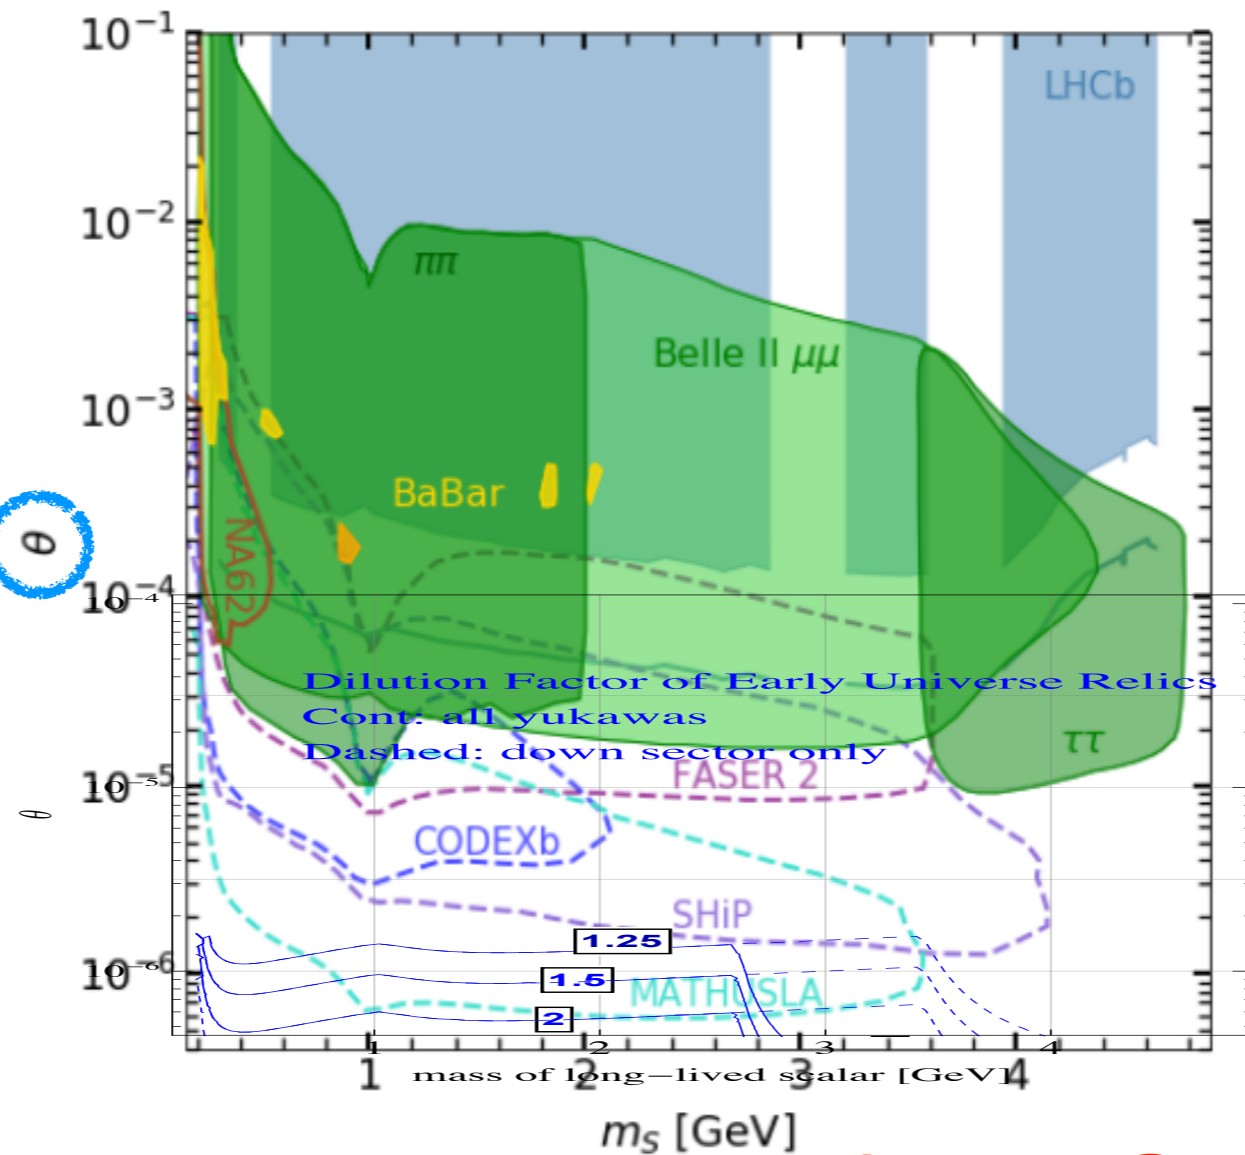 10⁻¹
LHCb
10⁻²
ππ
Belle II μμ
10⁻³
BaBar
θ
NA62
10⁻⁴
10⁻⁴
Dilution Factor of Early Universe Relics
Cont: all yukawas
Dashed: down sector only
ττ
FASER 2
10⁻⁵
θ
CODEXb
SHiP
1.25
10⁻⁶
1.5
MATHUSLA
2
1 2 3 4
1 2 3 4
mass of long-lived scalar [GeV]
mS [GeV]